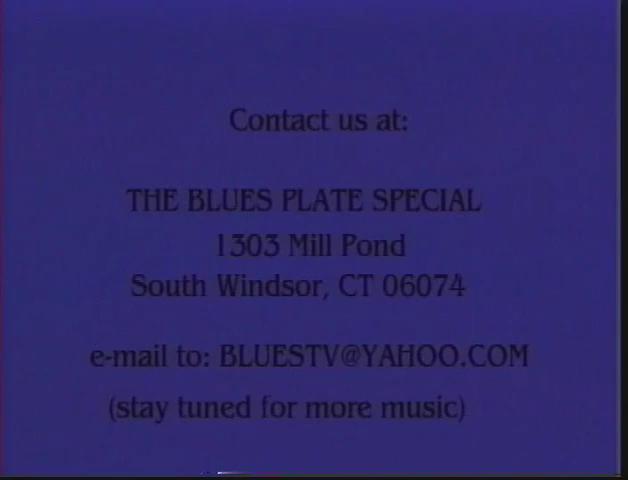 Contact us at:
THE BLUES PLATE SPECIAL
1303 Mill Pond
South Windsor, CT 06074
e-mail to: BLUESTV@YAHOO.COM
(stay tuned for more music)